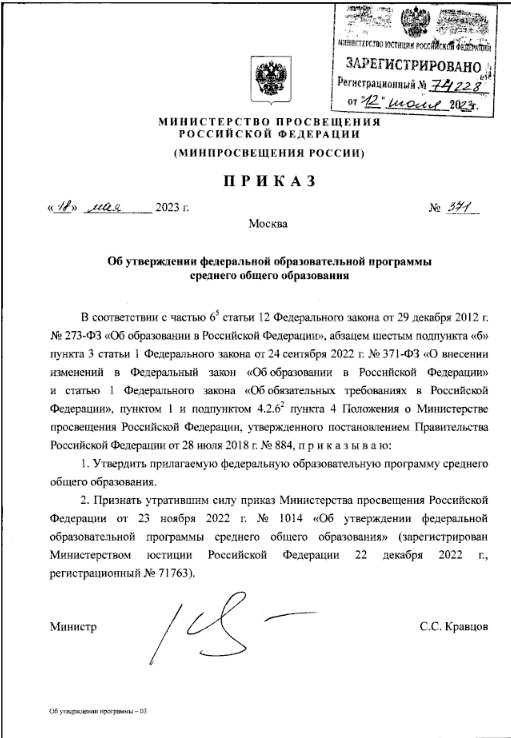 МИНИСТЕРСТВО ЮСТИЦИИ РОССИЙСКОЙ ФЕДЕРАЦИИ
ЗАРЕГИСТРИРОВАНО
Регистрационный № 74228
от "12" июля 2023г.
МИНИСТЕРСТВО ПРОСВЕЩЕНИЯ
РОССИЙСКОЙ ФЕДЕРАЦИИ
(МИНПРОСВЕЩЕНИЯ РОССИИ)
ПРИКАЗ
«18» мая 2023 г.
№ 371
Москва
Об утверждении федеральной образовательной программы
среднего общего образования
В соответствии с частью 6⁵ статьи 12 Федерального закона от 29 декабря 2012 г.
№ 273-ФЗ «Об образовании в Российской Федерации», абзацем шестым подпункта «б»
пункта 3 статьи 1 Федерального закона от 24 сентября 2022 г. № 371-ФЗ «О внесении
изменений в Федеральный закон «Об образовании в Российской Федерации»
и статью 1 Федерального закона «Об обязательных требованиях в Российской
Федерации», пунктом 1 и подпунктом 4.2.6² пункта 4 Положения о Министерстве
просвещения Российской Федерации, утвержденного постановлением Правительства
Российской Федерации от 28 июля 2018 г. № 884, п р и к а з ы в а ю:
1. Утвердить прилагаемую федеральную образовательную программу среднего
общего образования.
2. Признать утратившим силу приказ Министерства просвещения Российской
Федерации от 23 ноября 2022 г. № 1014 «Об утверждении федеральной
образовательной программы среднего общего образования» (зарегистрирован
Министерством юстиции Российской Федерации 22 декабря 2022 г.,
регистрационный № 71763).
Министр
С.С. Кравцов
Об утверждении программы – 03